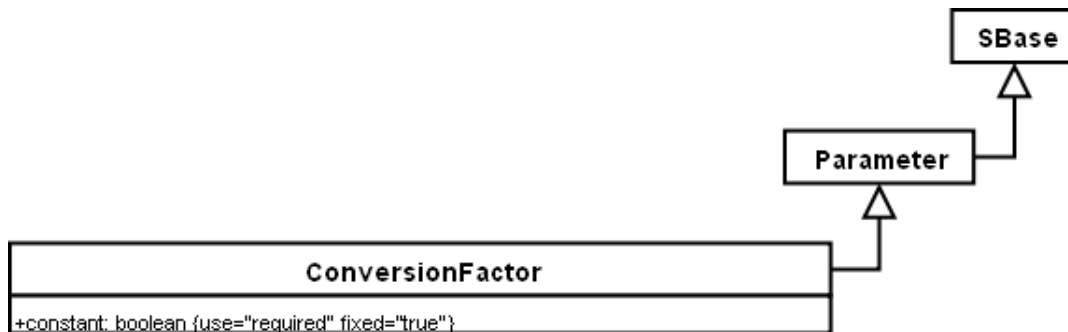 SBase
Parameter
ConversionFactor
+constant: boolean {use="required" fixed="true"}